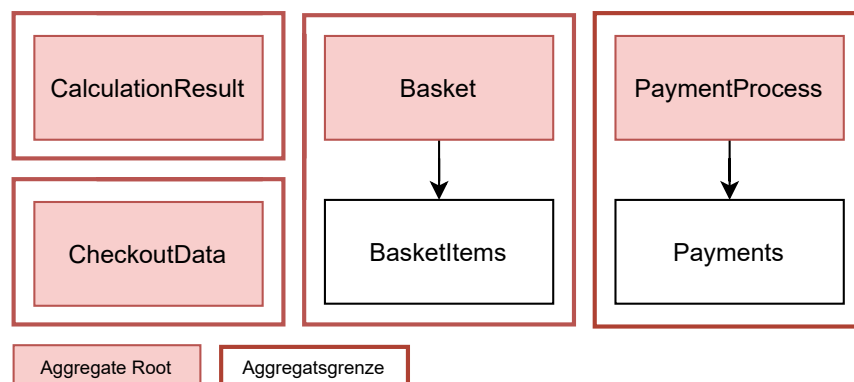 CalculationResult
Basket
PaymentProcess
CheckoutData
BasketItems
Payments
Aggregate Root
Aggregatsgrenze